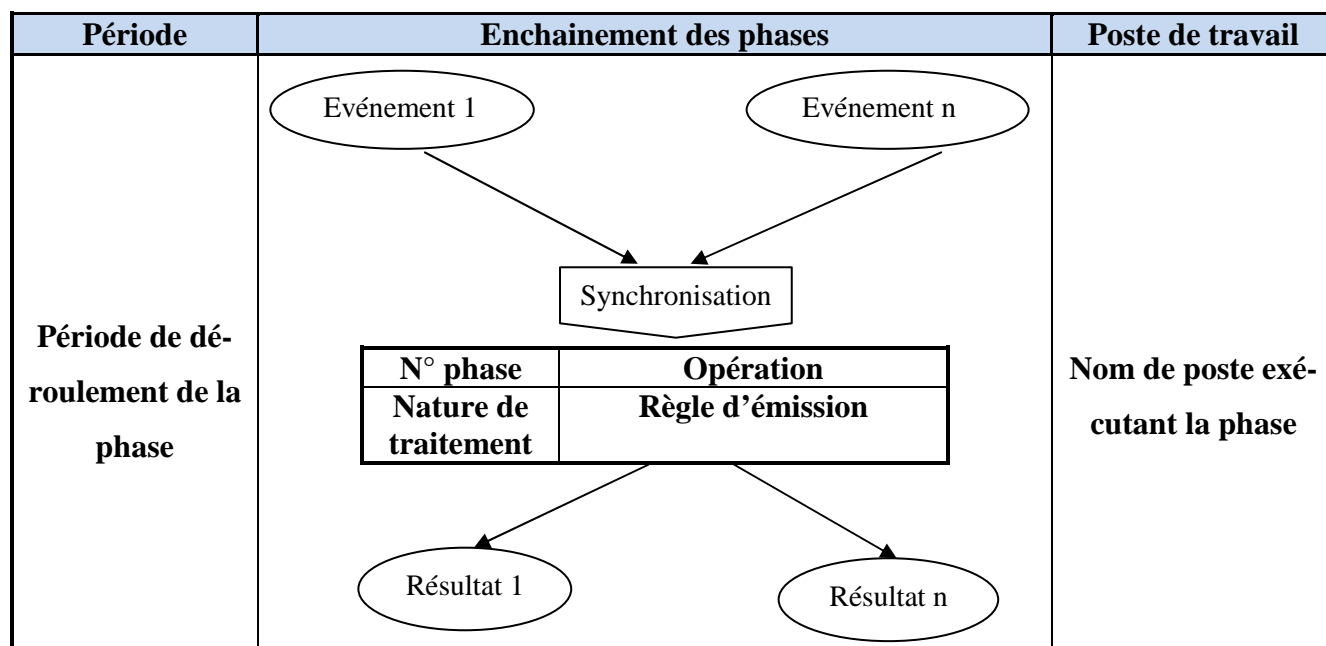 Période Enchainement des phases Poste de travail
Evénement 1 Evénement n
Synchronisation
Période de dé-
roulement de la
phase
N° phase Opération
Nature de Règle d’émission
traitement
Nom de poste exé-
cutant la phase
Résultat 1 Résultat n